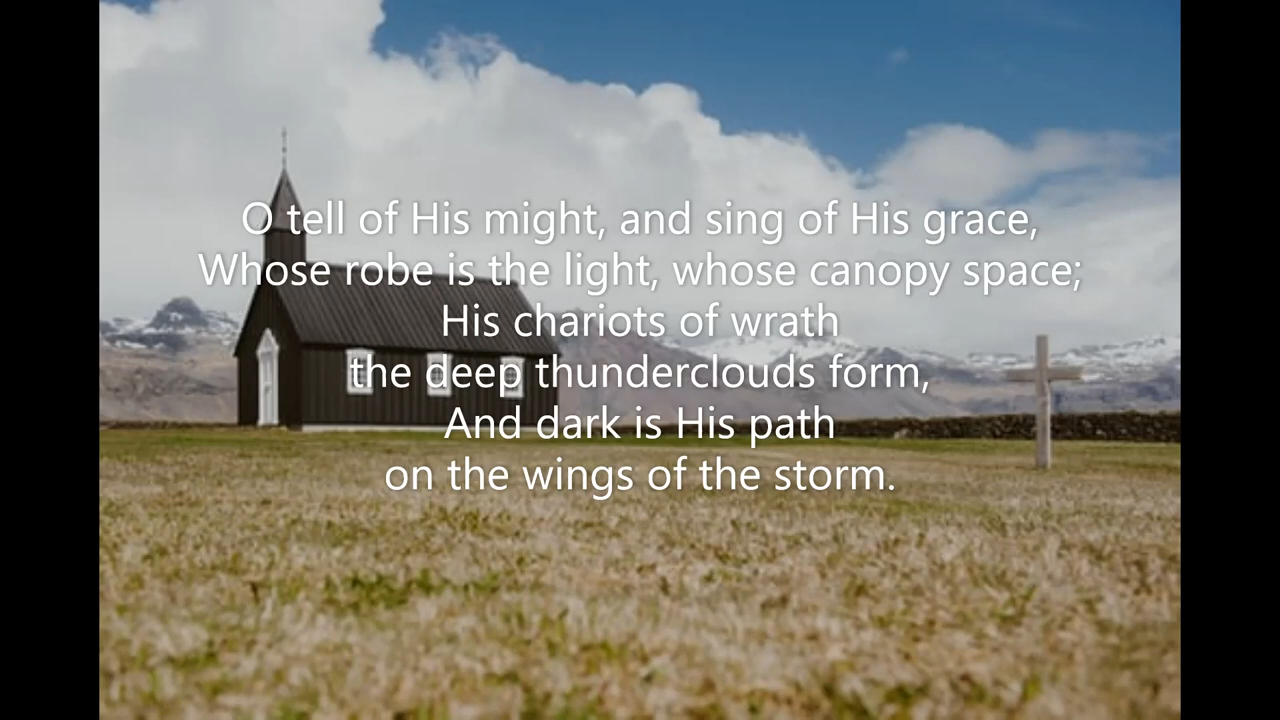 O tell of His might, and sing of His grace,
Whose robe is the light, whose canopy space;
His chariots of wrath
the deep thunderclouds form,
And dark is His path
on the wings of the storm.